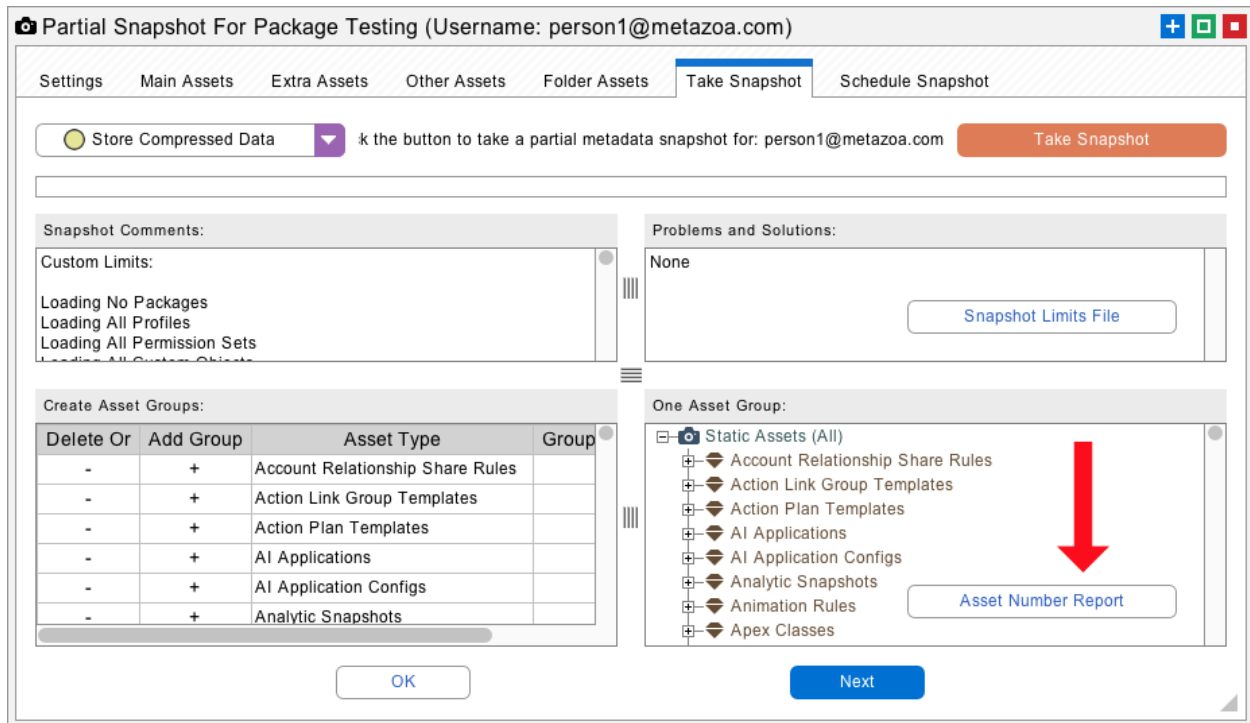 Partial Snapshot For Package Testing (Username: person1@metazoa.com)
Settings Main Assets Extra Assets Other Assets Folder Assets Take Snapshot Schedule Snapshot
Store Compressed Data k the button to take a partial metadata snapshot for: person1@metazoa.com Take Snapshot
Snapshot Comments:
Custom Limits:
Loading No Packages
Loading All Profiles
Loading All Permission Sets
Loading All Custom Objects
Problems and Solutions:
None
Snapshot Limits File
Create Asset Groups:
Delete Or Add Group Asset Type Group
- + Account Relationship Share Rules
- + Action Link Group Templates
- + Action Plan Templates
- + AI Applications
- + AI Application Configs
- + Analytic Snapshots
One Asset Group:
Static Assets (All)
Account Relationship Share Rules
Action Link Group Templates
Action Plan Templates
AI Applications
AI Application Configs
Analytic Snapshots
Animation Rules
Apex Classes
Asset Number Report
OK
Next